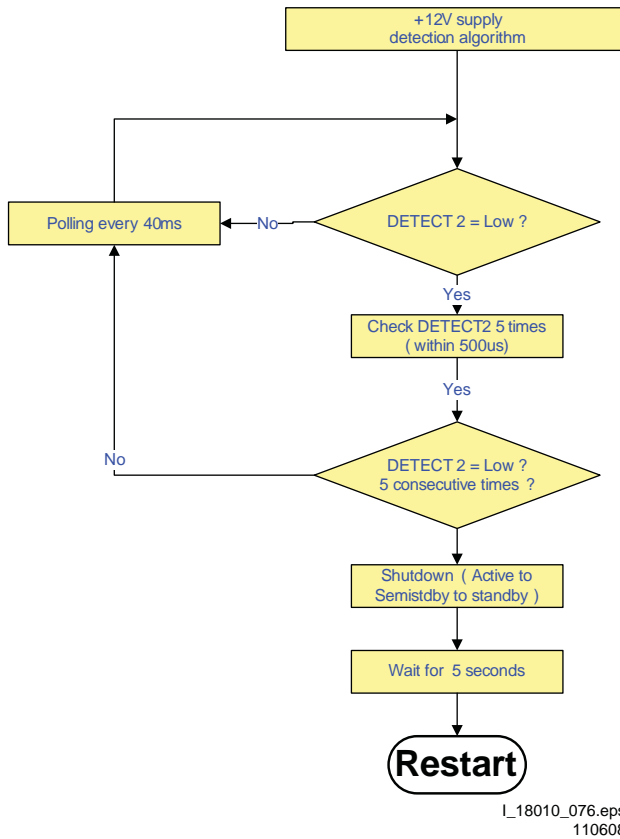 +12V supply
detection algorithm
Polling every 40ms
No
DETECT 2 = Low ?
Yes
Check DETECT2 5 times
( within 500us)
Yes
No
DETECT 2 = Low ?
5 consecutive times ?
Shutdown ( Active to
Semistdby to standby )
Wait for 5 seconds
Restart
I_18010_076.eps
110608